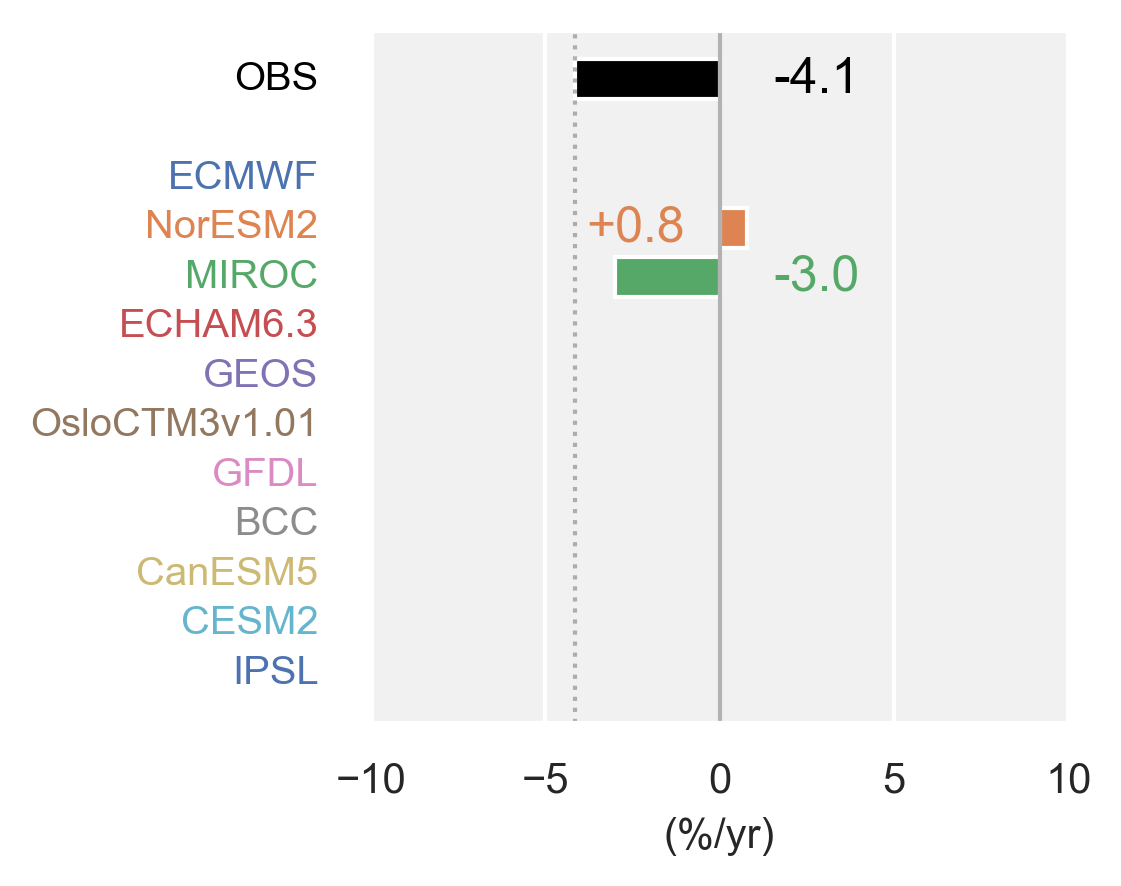 OBS -4.1
ECMWF
NorESM2 +0.8
MIROC -3.0
ECHAM6.3
GEOS
OsloCTM3v1.01
GFDL
BCC
CanESM5
CESM2
IPSL
−10 −5 0 5 10
(%/yr)